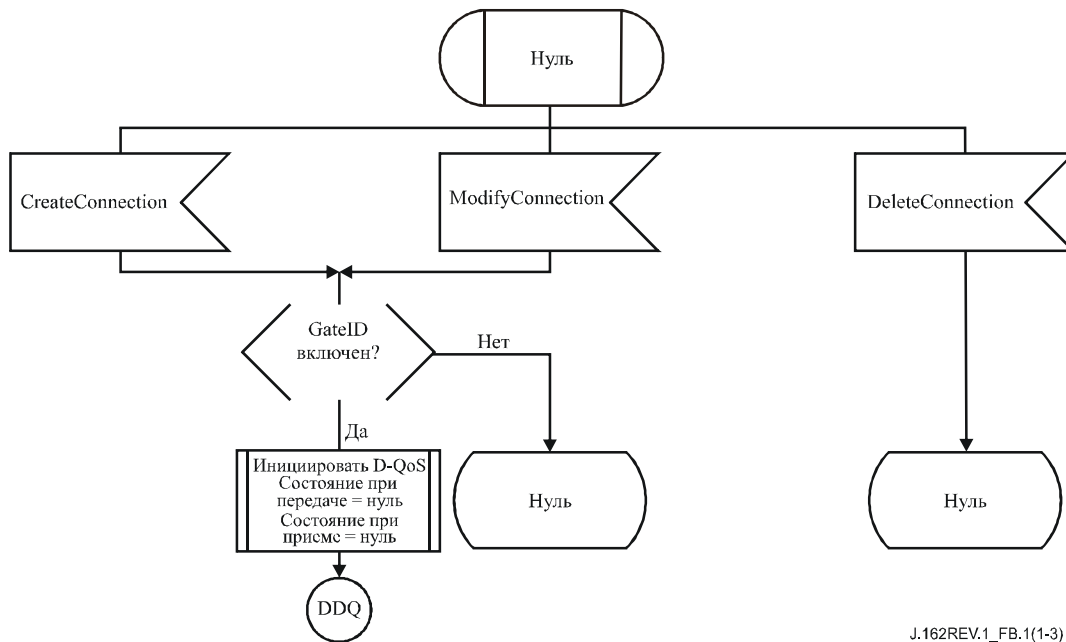 Нуль
CreateConnection
ModifyConnection
DeleteConnection
GateID
включен?
Нет
Да
Инициировать D-QoS
Состояние при
передаче = нуль
Состояние при
приеме = нуль
Нуль
Нуль
DDQ
J.162REV.1_FB.1(1-3)